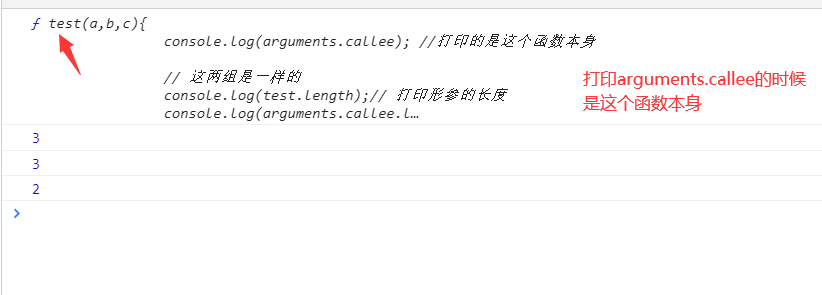 ƒ test(a,b,c){
console.log(arguments.callee); //打印的是这个函数本身
// 这两组是一样的
console.log(test.length);// 打印形参的长度
console.log(arguments.callee.l…
打印arguments.callee的时候
是这个函数本身
3
3
2
>